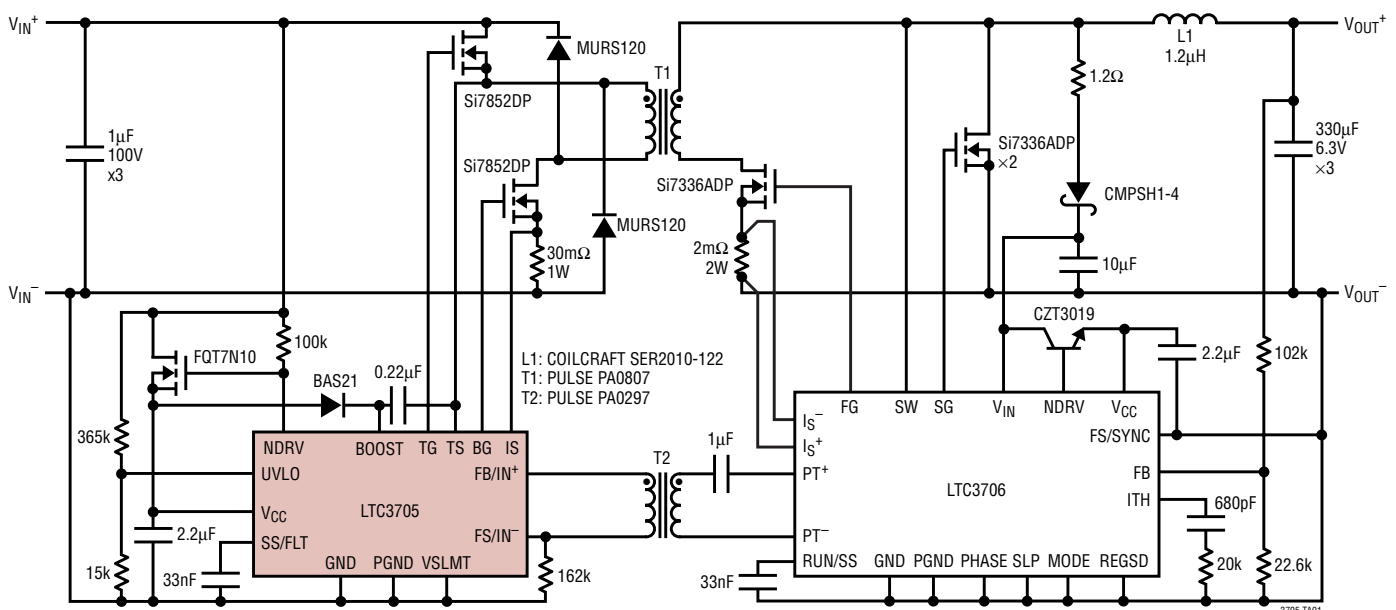 VIN+
VOUT+
L1
1.2µH
MURS120
T1
1.2Ω
Si7852DP
1µF
100V
x3
Si7336ADP
×2
330µF
6.3V
×3
Si7852DP
Si7336ADP
CMPSH1-4
MURS120
30mΩ
1W
2mΩ
2W
10µF
VIN−
VOUT−
CZT3019
FQT7N10
100k
L1: COILCRAFT SER2010-122
T1: PULSE PA0807
T2: PULSE PA0297
2.2µF
102k
BAS21
0.22µF
365k
NDRV
BOOST
TG
TS
BG
IS
UVLO
FB/IN+
LTC3705
VCC
SS/FLT
FS/IN−
GND
PGND
VSLMT
2.2µF
15k
33nF
162k
T2
1µF
IS−
IS+
FG
SW
SG
VIN
NDRV
VCC
FS/SYNC
PT+
LTC3706
FB
ITH
680pF
PT−
RUN/SS
GND
PGND
PHASE
SLP
MODE
REGSD
33nF
20k
22.6k
3705 TA01